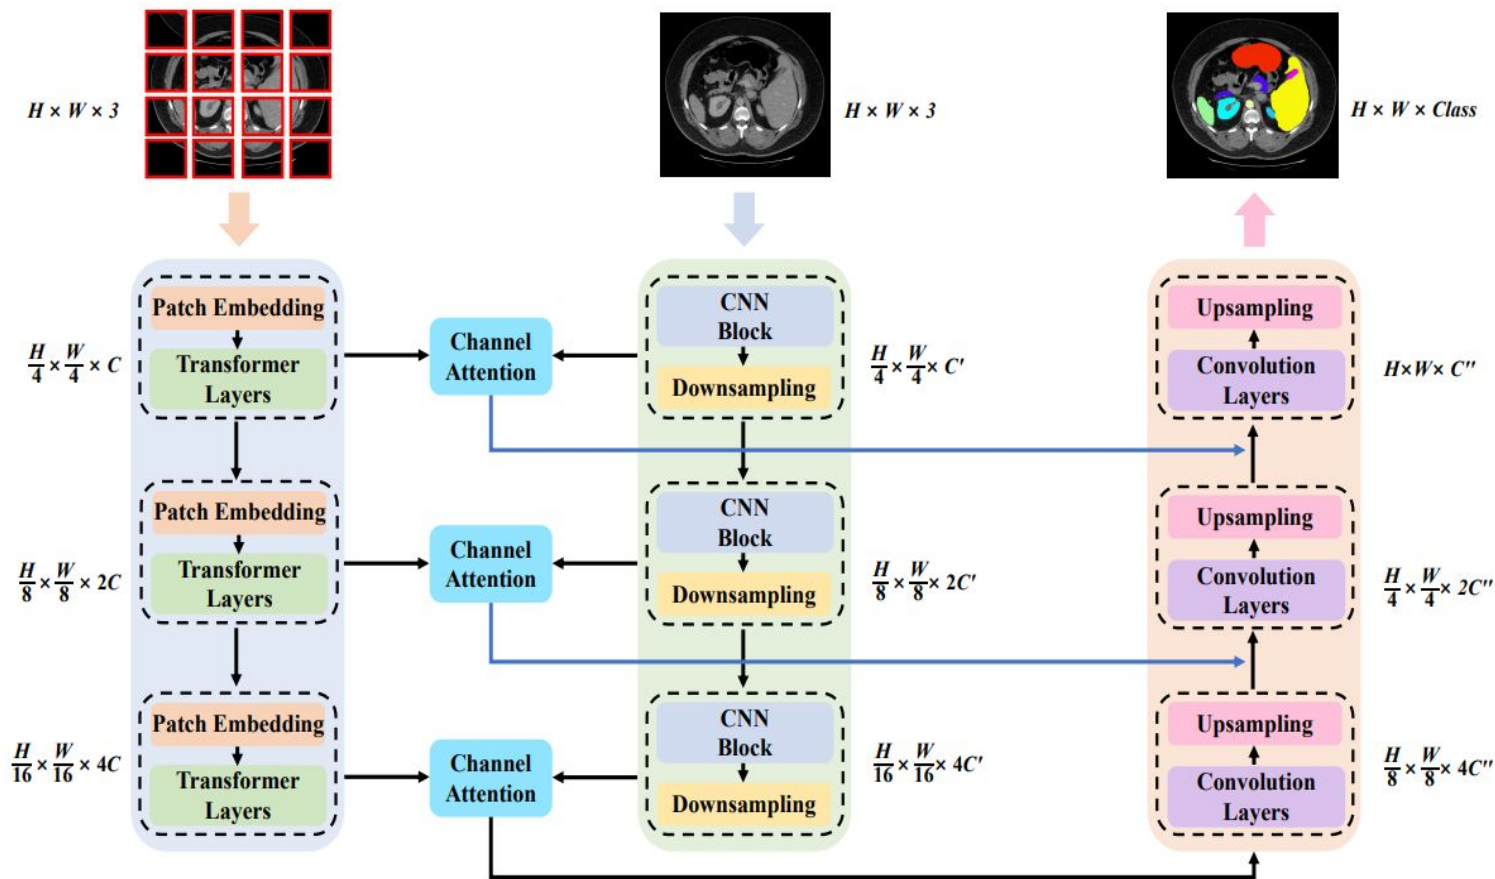 H × W × 3
H × W × 3
H × W × Class
Patch Embedding
Transformer
Layers
H/4 × W/4 × C
Channel
Attention
CNN
Block
Downsampling
H/4 × W/4 × C'
Upsampling
Convolution
Layers
H×W× C''
Patch Embedding
Transformer
Layers
H/8 × W/8 × 2C
Channel
Attention
CNN
Block
Downsampling
H/8 × W/8 × 2C'
Upsampling
Convolution
Layers
H/4 × W/4 × 2C''
Patch Embedding
Transformer
Layers
H/16 × W/16 × 4C
Channel
Attention
CNN
Block
Downsampling
H/16 × W/16 × 4C'
Upsampling
Convolution
Layers
H/8 × W/8 × 4C''